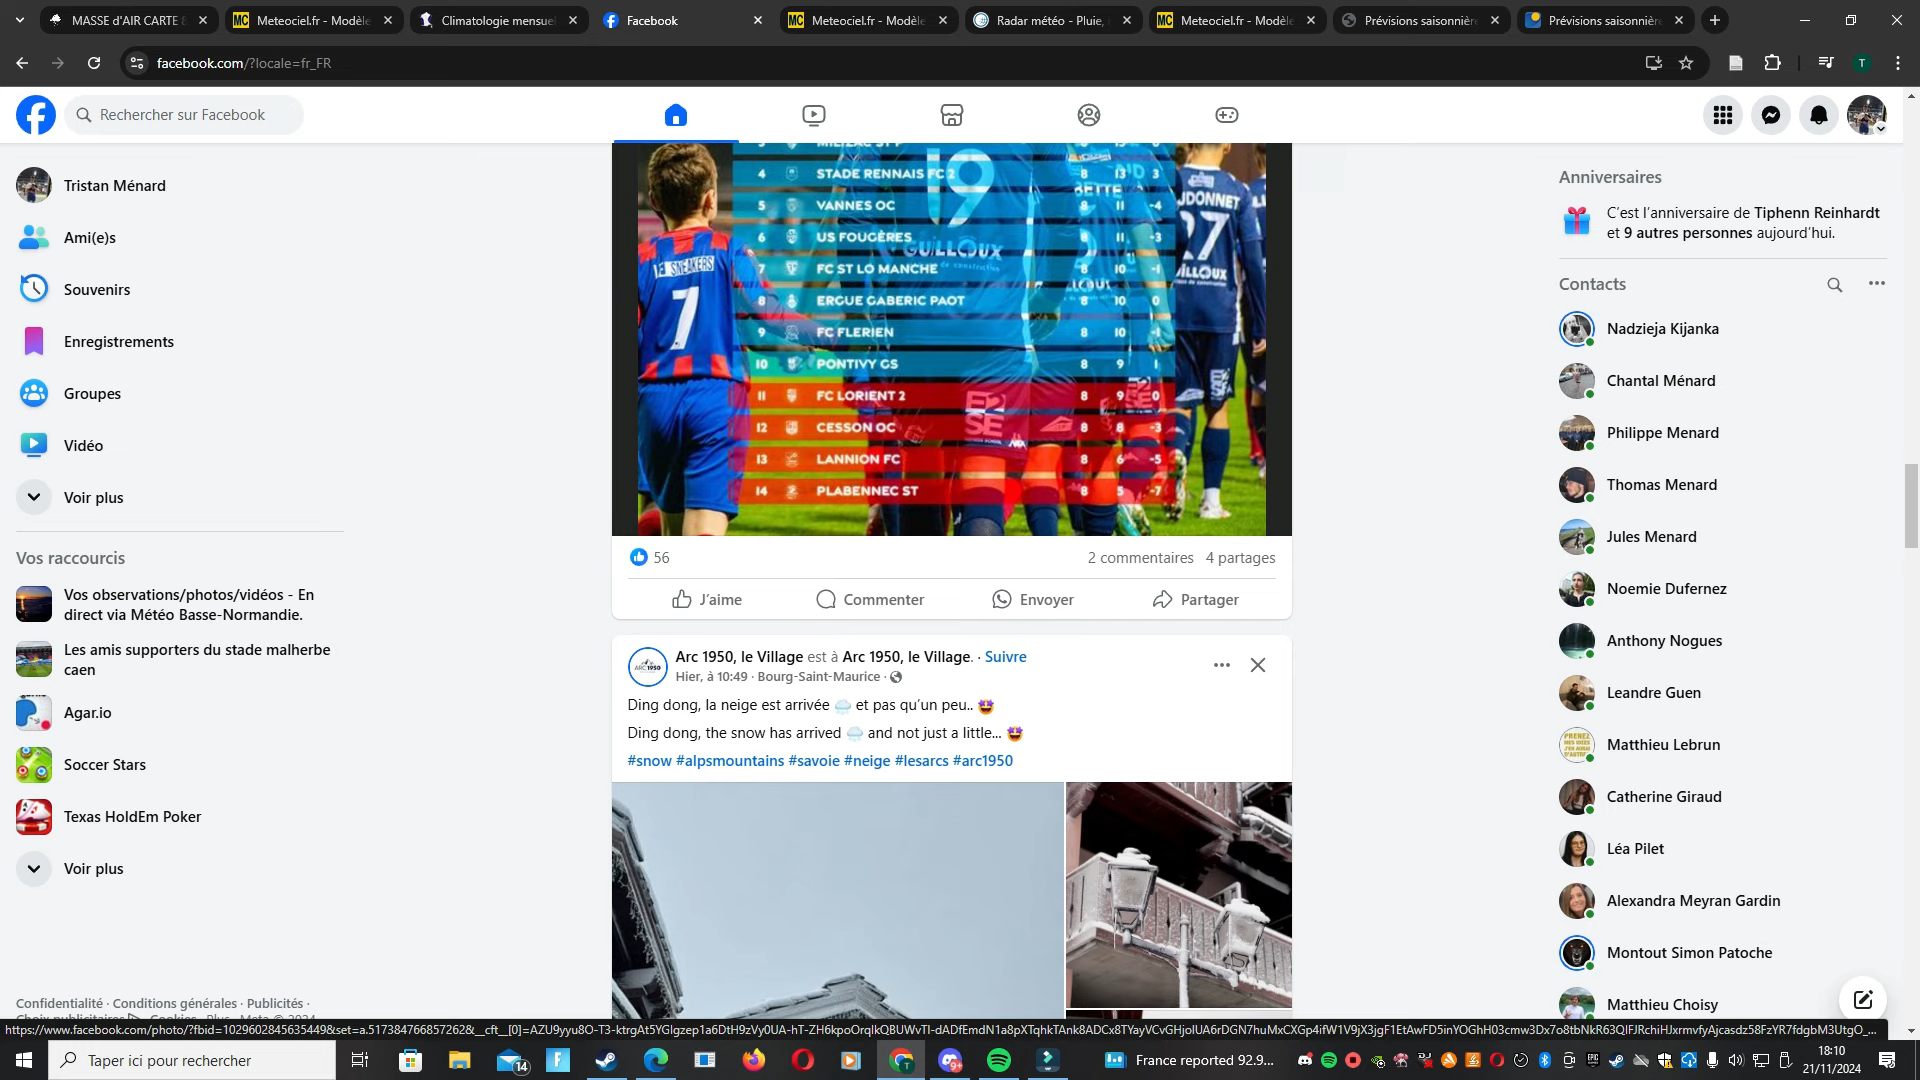 MASSE d'AIR CARTE 8
Meteociel.fr - Modèle
Climatologie mensue
Facebook
Meteociel.fr - Modèle
Radar météo - Pluie,
Meteociel.fr - Modèle
Prévisions saisonnière
Prévisions saisonnière
facebook.com/?locale=fr_FR
T
Rechercher sur Facebook
Tristan Ménard
Ami(e)s
Souvenirs
Enregistrements
Groupes
Vidéo
Voir plus
Vos raccourcis
Vos observations/photos/vidéos - En
direct via Météo Basse-Normandie.
Les amis supporters du stade malherbe
caen
Agar.io
Soccer Stars
Texas HoldEm Poker
Voir plus
Confidentialité · Conditions générales · Publicités ·
4 STADE RENNAIS FC 2 8 13 3
5 VANNES OC 8 11 -4
6 US FOUGÈRES 8 11 -3
7 FC ST LO MANCHE 8 10 -1
8 ERGUE GABERIC PAOT 8 10 0
9 FC FLERIEN 8 10 -1
10 PONTIVY GS 8 9 1
11 FC LORIENT 2 8 9 0
12 CESSON OC 8 8 -3
13 LANNION FC 8 6 -5
14 PLABENNEC ST 8 5 -7
19
GUILLOUX
7
27
56
2 commentaires 4 partages
J'aime
Commenter
Envoyer
Partager
ARC 1950
Arc 1950, le Village est à Arc 1950, le Village. · Suivre
Hier, à 10:49 · Bourg-Saint-Maurice ·
Ding dong, la neige est arrivée 🌨️ et pas qu'un peu.. 🤩
Ding dong, the snow has arrived 🌨️ and not just a little... 🤩
#snow #alpsmountains #savoie #neige #lesarcs #arc1950
Anniversaires
C'est l'anniversaire de Tiphenn Reinhardt
et 9 autres personnes aujourd'hui.
Contacts
Nadzieja Kijanka
Chantal Ménard
Philippe Menard
Thomas Menard
Jules Menard
Noemie Dufernez
Anthony Nogues
Leandre Guen
Matthieu Lebrun
Catherine Giraud
Léa Pilet
Alexandra Meyran Gardin
Montout Simon Patoche
Matthieu Choisy
Taper ici pour rechercher
14
9+
France reported 92.9...
18:10
21/11/2024